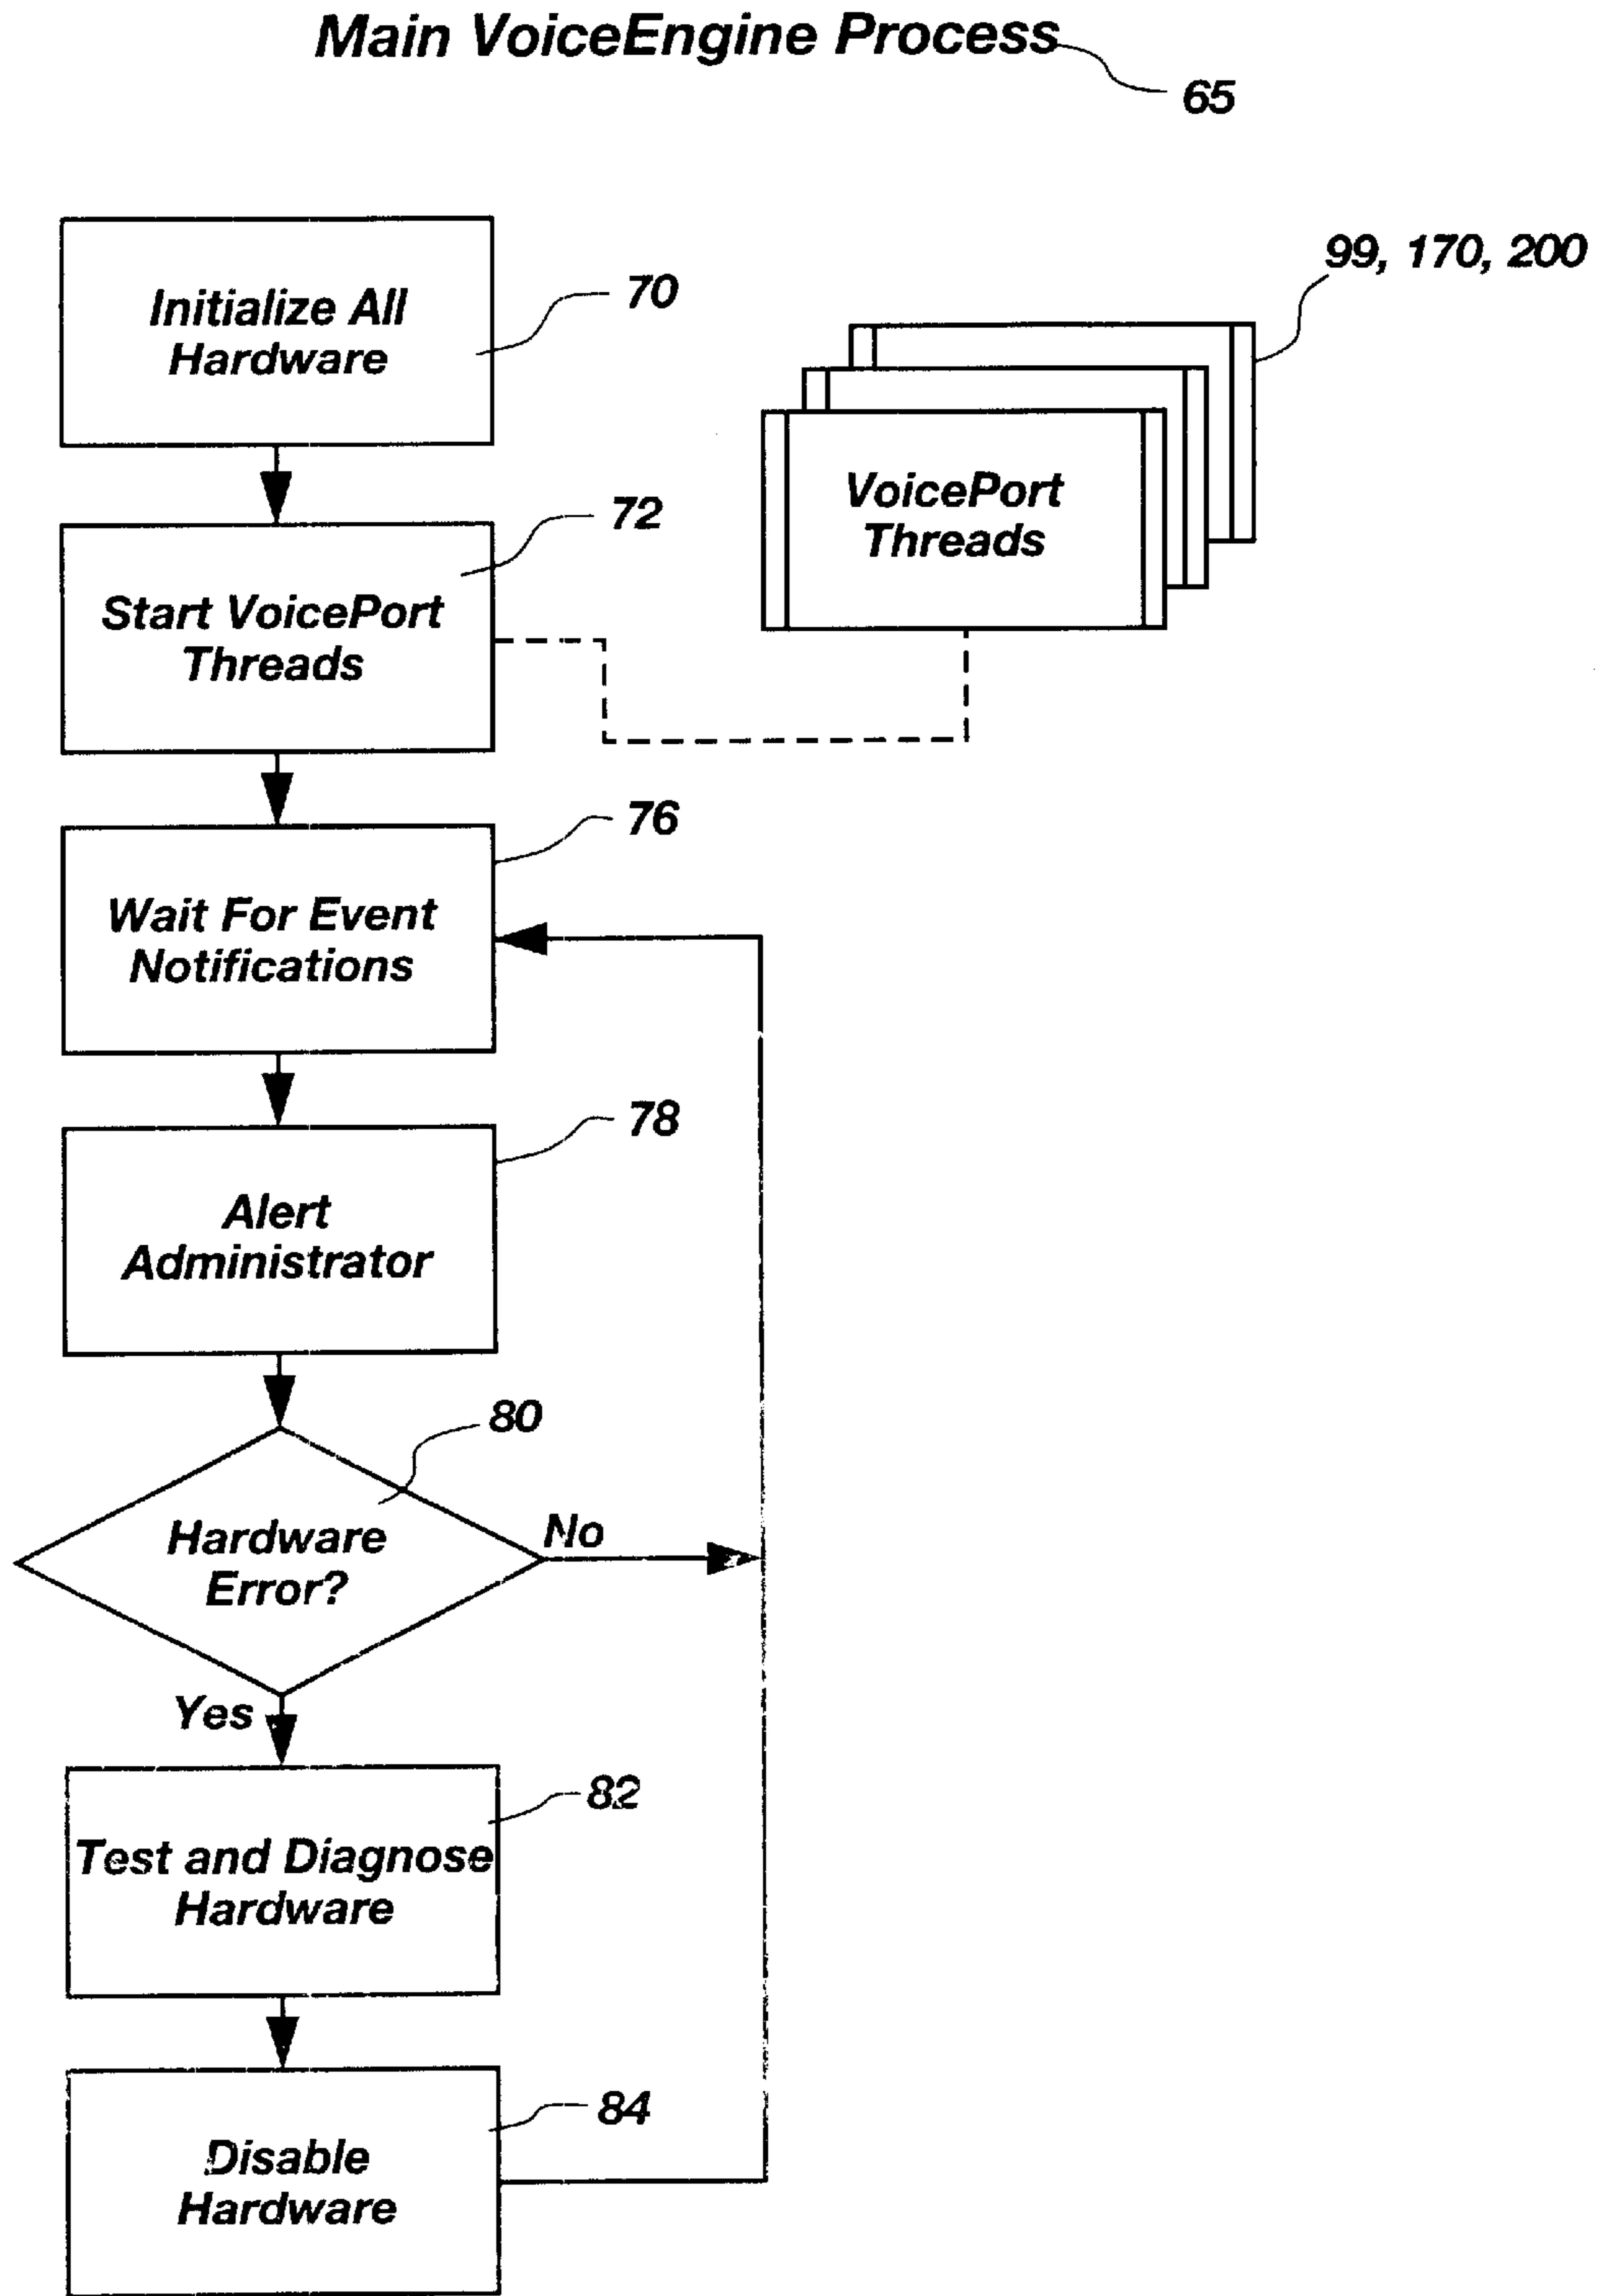 Main VoiceEngine Process
65
Initialize All
Hardware
70
99, 170, 200
VoicePort
Threads
72
Start VoicePort
Threads
76
Wait For Event
Notifications
78
Alert
Administrator
80
Hardware
Error?
No
Yes
82
Test and Diagnose
Hardware
84
Disable
Hardware